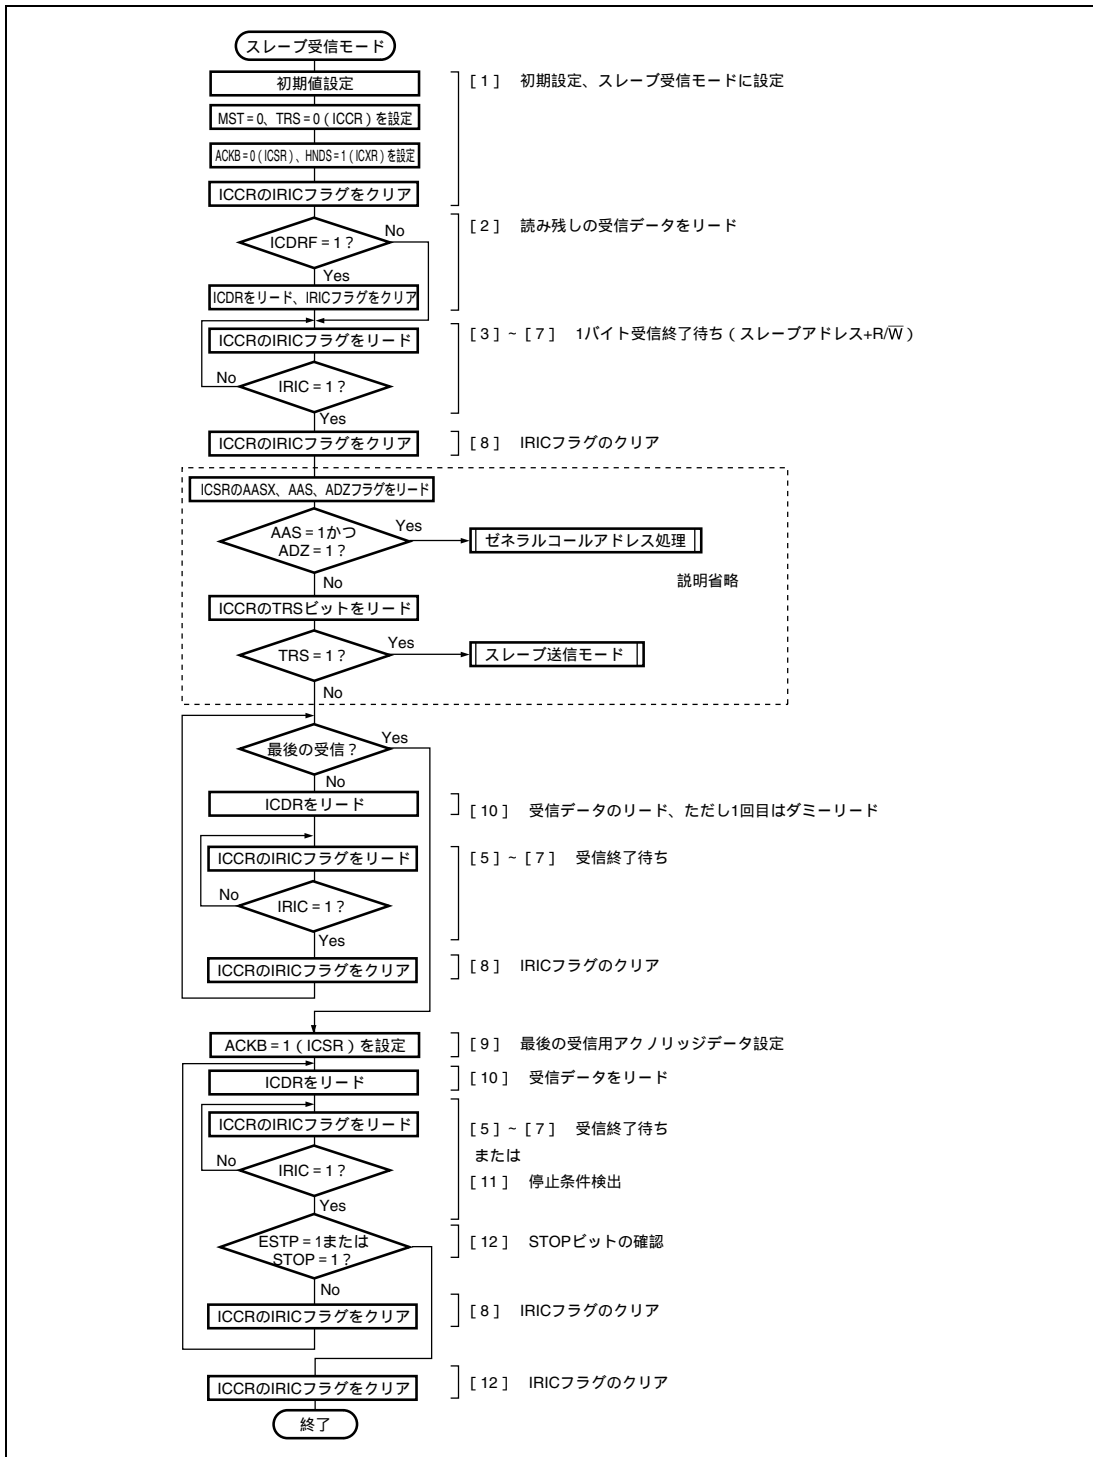 スレーブ受信モード
初期値設定
[ 1 ] 初期設定、スレーブ受信モードに設定
MST = 0、TRS = 0 ( ICCR ) を設定
ACKB = 0 ( ICSR ) 、HNDS = 1 ( ICXR ) を設定
ICCRのIRICフラグをクリア
[ 2 ] 読み残しの受信データをリード
ICDRF = 1 ?
No
Yes
ICDRをリード、IRICフラグをクリア
ICCRのIRICフラグをリード
[ 3 ] ~ [ 7 ] 1バイト受信終了待ち ( スレーブアドレス+R/W̅ )
No
IRIC = 1 ?
Yes
ICCRのIRICフラグをクリア
[ 8 ] IRICフラグのクリア
ICSRのAASX、AAS、ADZフラグをリード
AAS = 1かつ
ADZ = 1 ?
Yes
ゼネラルコールアドレス処理
No
説明省略
ICCRのTRSビットをリード
TRS = 1 ?
Yes
スレーブ送信モード
No
最後の受信 ?
Yes
No
ICDRをリード
[ 10 ] 受信データのリード、ただし1回目はダミーリード
ICCRのIRICフラグをリード
[ 5 ] ~ [ 7 ] 受信終了待ち
No
IRIC = 1 ?
Yes
ICCRのIRICフラグをクリア
[ 8 ] IRICフラグのクリア
ACKB = 1 ( ICSR ) を設定
[ 9 ] 最後の受信用アクノリッジデータ設定
ICDRをリード
[ 10 ] 受信データをリード
ICCRのIRICフラグをリード
[ 5 ] ~ [ 7 ] 受信終了待ち
または
No
IRIC = 1 ?
[ 11 ] 停止条件検出
Yes
ESTP = 1または
STOP = 1 ?
[ 12 ] STOPビットの確認
No
ICCRのIRICフラグをクリア
[ 8 ] IRICフラグのクリア
ICCRのIRICフラグをクリア
[ 12 ] IRICフラグのクリア
終了